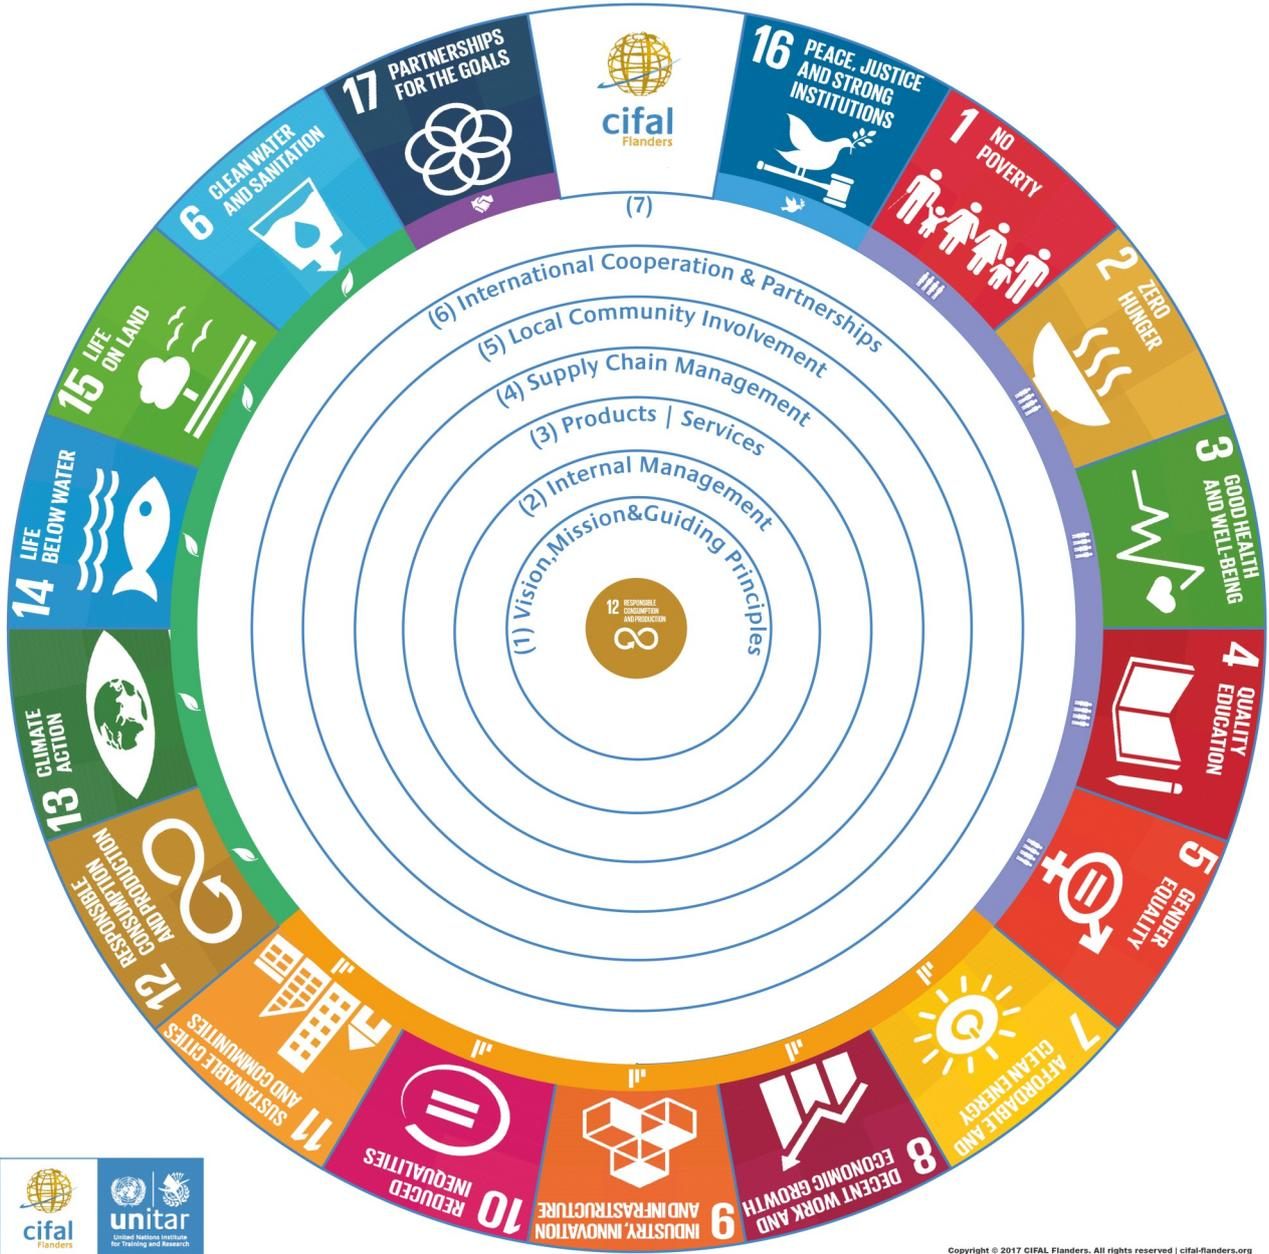 cifal
Flanders
16 PEACE, JUSTICE
AND STRONG
INSTITUTIONS
1 NO
POVERTY
2 ZERO
HUNGER
3 GOOD HEALTH
AND WELL-BEING
4 QUALITY
EDUCATION
5 GENDER
EQUALITY
7 AFFORDABLE AND
CLEAN ENERGY
8 DECENT WORK AND
ECONOMIC GROWTH
9 INDUSTRY, INNOVATION
AND INFRASTRUCTURE
10 REDUCED
INEQUALITIES
11 SUSTAINABLE CITIES
AND COMMUNITIES
12 RESPONSIBLE
CONSUMPTION
AND PRODUCTION
13 CLIMATE
ACTION
14 LIFE
BELOW WATER
15 LIFE
ON LAND
6 CLEAN WATER
AND SANITATION
17 PARTNERSHIPS
FOR THE GOALS
(7)
(6) International Cooperation & Partnerships
(5) Local Community Involvement
(4) Supply Chain Management
(3) Products | Services
(2) Internal Management
(1) Vision,Mission&Guiding Principles
12 RESPONSIBLE
CONSUMPTION
AND PRODUCTION
cifal
Flanders
unitar
United Nations Institute
for Training and Research
Copyright © 2017 CIFAL Flanders. All rights reserved | cifal-flanders.org